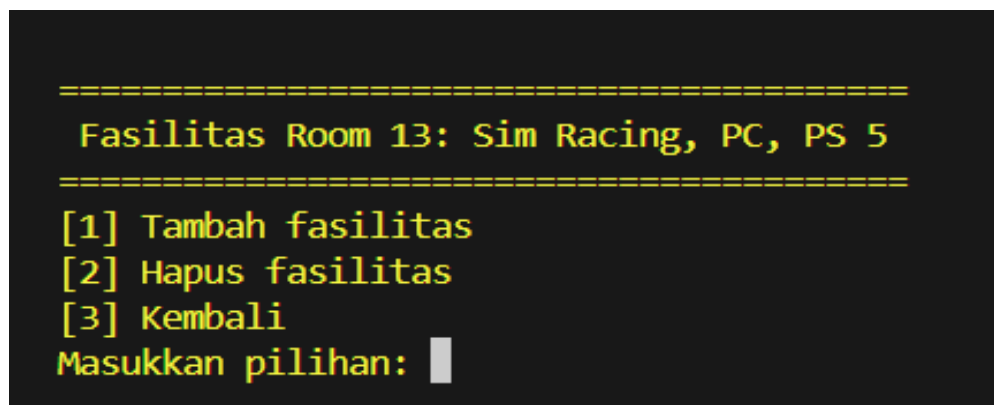 =========================================
Fasilitas Room 13: Sim Racing, PC, PS 5
=========================================
[1] Tambah fasilitas
[2] Hapus fasilitas
[3] Kembali
Masukkan pilihan: